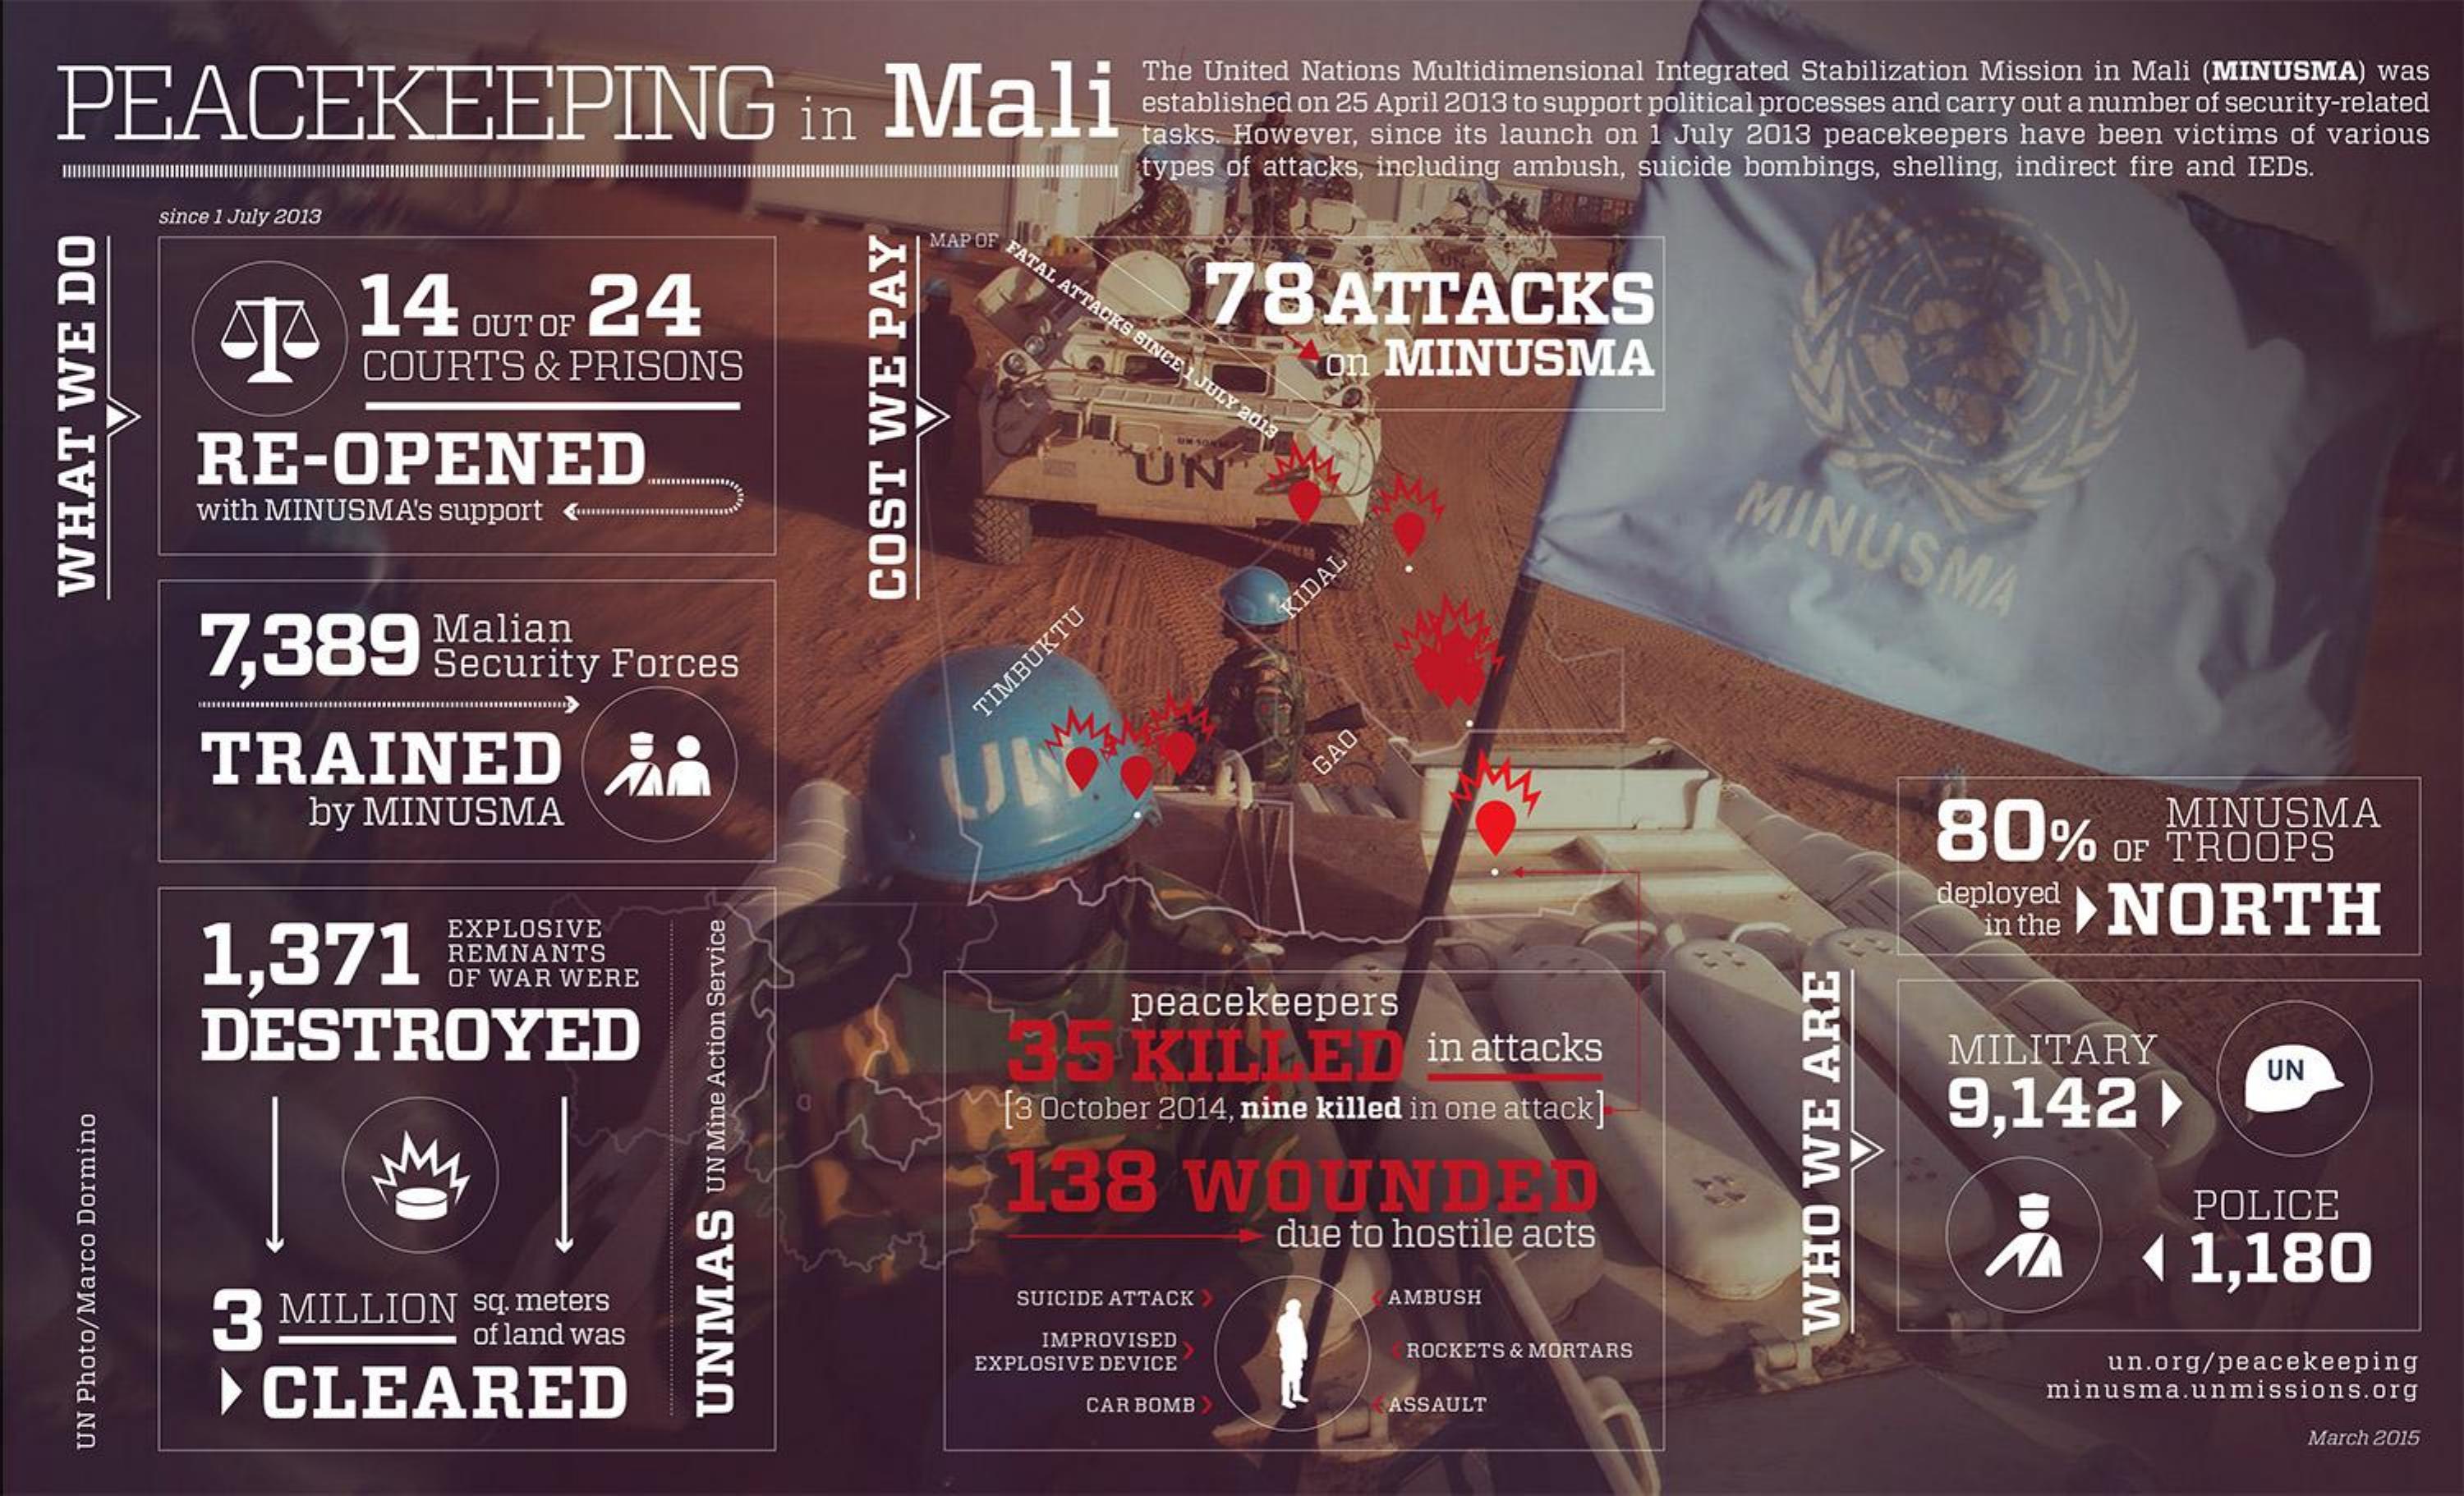 PEACEKEEPING in Mali
The United Nations Multidimensional Integrated Stabilization Mission in Mali (MINUSMA) was
established on 25 April 2013 to support political processes and carry out a number of security-related
tasks. However, since its launch on 1 July 2013 peacekeepers have been victims of various
types of attacks, including ambush, suicide bombings, shelling, indirect fire and IEDs.
WHAT WE DO
since 1 July 2013
14 OUT OF 24
COURTS & PRISONS
RE-OPENED
with MINUSMA's support
7,389 Malian
Security Forces
TRAINED
by MINUSMA
1,371 EXPLOSIVE
REMNANTS
OF WAR WERE
DESTROYED
3 MILLION sq. meters
of land was
CLEARED
UNMAS UN Mine Action Service
UN Photo/Marco Dormino
COST WE PAY
MAP OF FATAL ATTACKS SINCE 1 JULY 2013
78 ATTACKS
on MINUSMA
UN
KIDAL
TIMBUKTU
GAO
UN
MINUSMA
peacekeepers
35 KILLED in attacks
[3 October 2014, nine killed in one attack]
138 WOUNDED
due to hostile acts
SUICIDE ATTACK
IMPROVISED
EXPLOSIVE DEVICE
CAR BOMB
AMBUSH
ROCKETS & MORTARS
ASSAULT
WHO WE ARE
80% OF MINUSMA
TROOPS
deployed
in the NORTH
MILITARY
9,142
UN
POLICE
1,180
un.org/peacekeeping
minusma.unmissions.org
March 2015